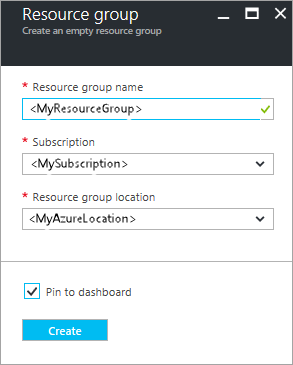 Resource group
Create an empty resource group
* Resource group name
<MyResourceGroup>
* Subscription
<MySubscription>
* Resource group location
<MyAzureLocation>
Pin to dashboard
Create